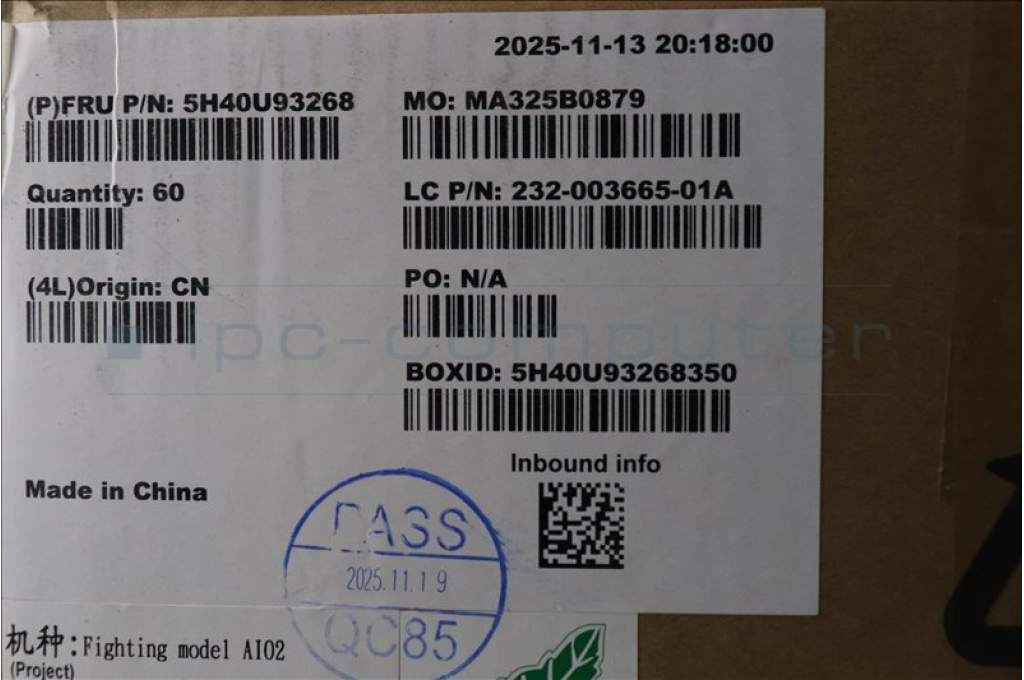 2025-11-13 20:18:00
(P)FRU P/N: 5H40U93268
MO: MA325B0879
Quantity: 60
LC P/N: 232-003665-01A
(4L)Origin: CN
PO: N/A
ipc-computer
BOXID: 5H40U93268350
Inbound info
Made in China
PASS
2025.11.19
QC85
机种:Fighting model AIO2
(Project)